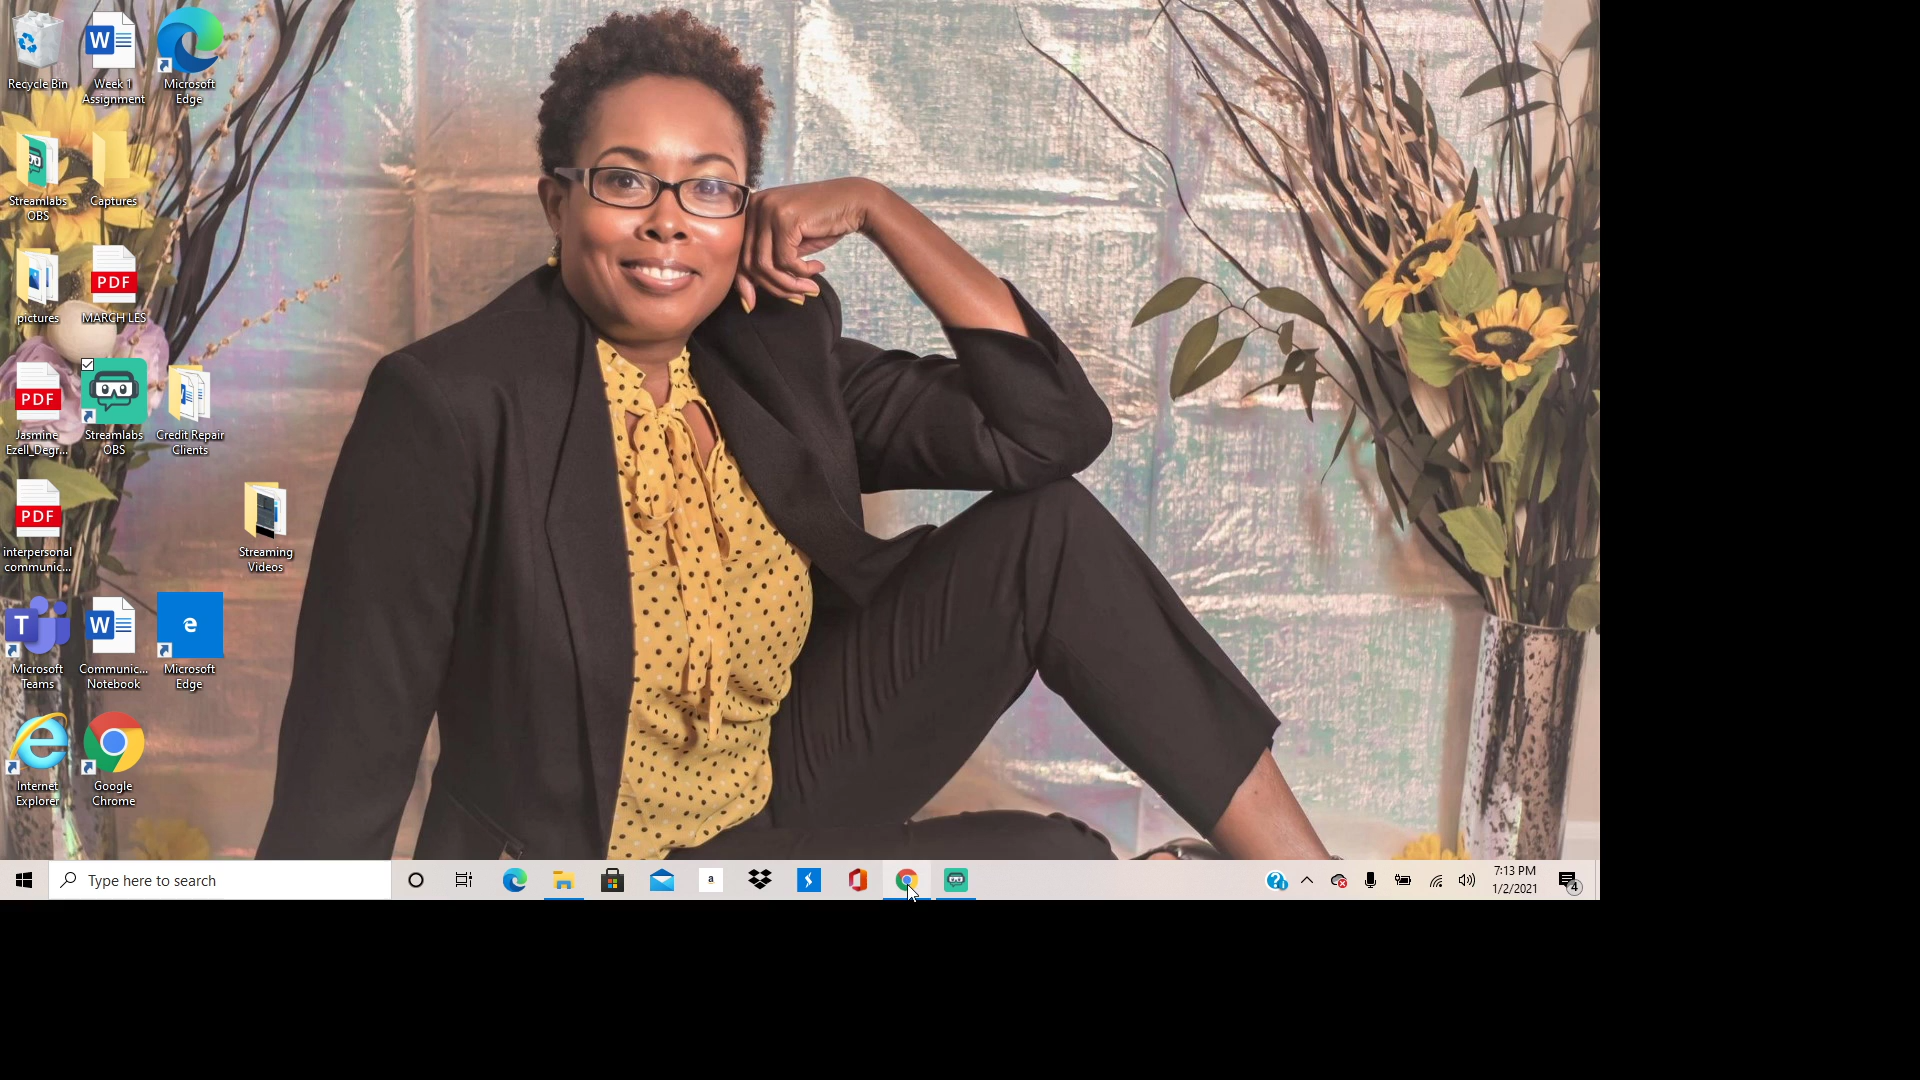 Recycle Bin
Week 1
Assignment
Microsoft
Edge
Streamlabs
OBS
Captures
pictures
PDF
MARCH LES
PDF
Jasmine
Ezell_Degr...
Streamlabs
OBS
Credit Repair
Clients
PDF
interpersonal
communic...
Streaming
Videos
T
Microsoft
Teams
W
Communic...
Notebook
Microsoft
Edge
Internet
Explorer
Google
Chrome
Type here to search
a
7:13 PM
1/2/2021
4